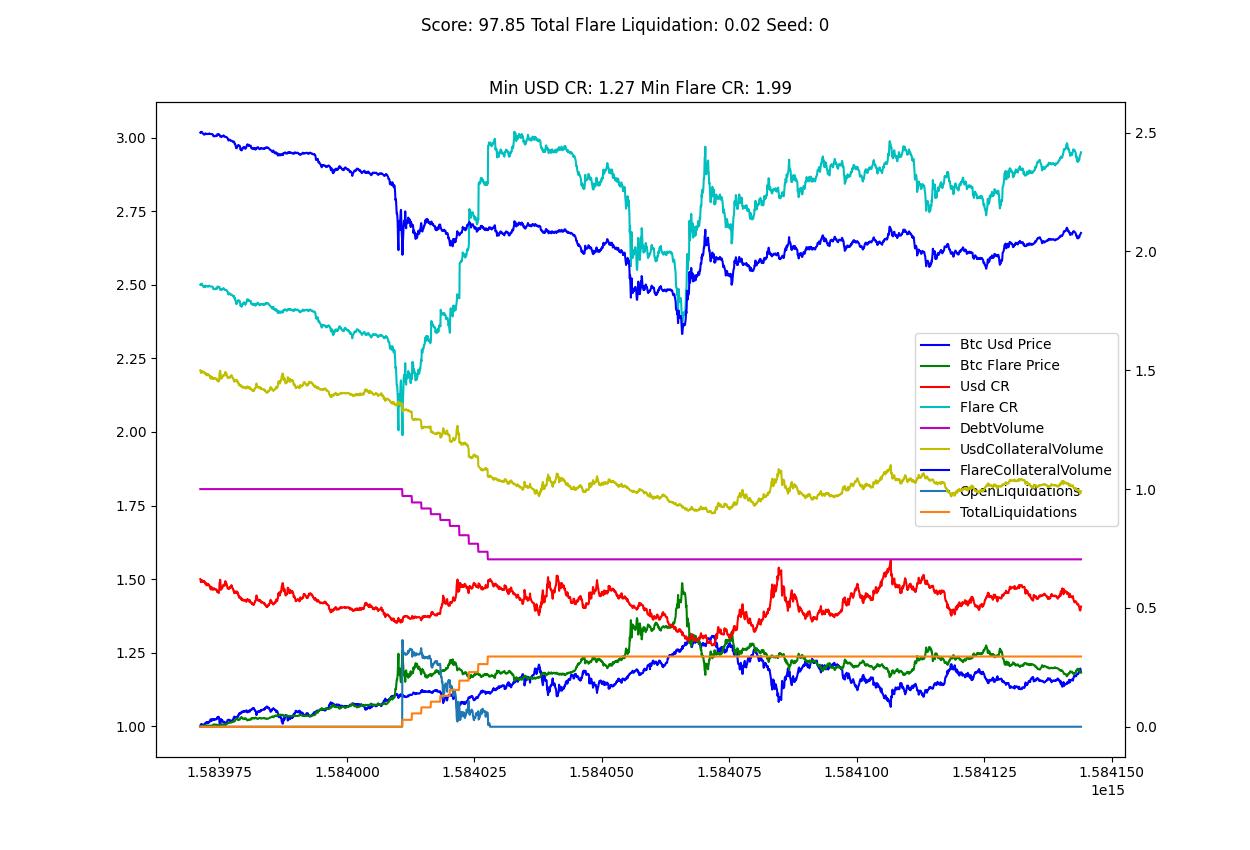 Score: 97.85 Total Flare Liquidation: 0.02 Seed: 0
Min USD CR: 1.27 Min Flare CR: 1.99
3.00
2.75
2.50
2.25
2.00
1.75
1.50
1.25
1.00
2.5
2.0
1.5
1.0
0.5
0.0
Btc Usd Price
Btc Flare Price
Usd CR
Flare CR
DebtVolume
UsdCollateralVolume
FlareCollateralVolume
OpenLiquidations
TotalLiquidations
1.583975 1.584000 1.584025 1.584050 1.584075 1.584100 1.584125 1.584150
1e15